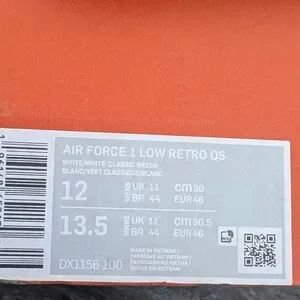 AIR FORCE 1 LOW RETRO QS
WHITE/WHITE CLASSIC GREEN
BLANC/VERT CLASSIQUE/BLANC
12 UK 11 CM 30
BR 44 EUR 46
13.5 UK 11 CM 30.5
BR 44 EUR 46
DX1156 100
MADE IN VIETNAM /
FABRIQUÉ AU VIETNAM /
FABRICADO EN VIETNAM /